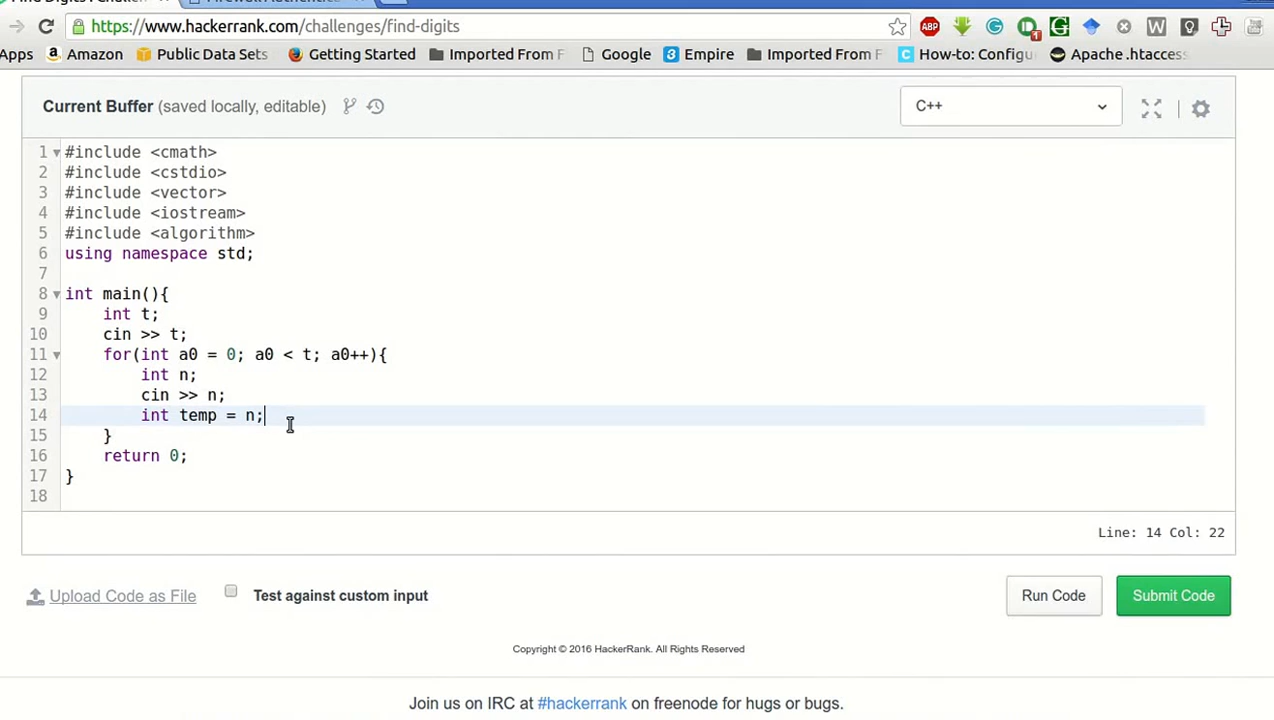 Find Digits | Challen
Firewall Authentica
https://www.hackerrank.com/challenges/find-digits
Apps Amazon Public Data Sets Getting Started Imported From F Google Empire Imported From F How-to: Configu Apache .htacces
Current Buffer (saved locally, editable) C++
1 #include <cmath>
2 #include <cstdio>
3 #include <vector>
4 #include <iostream>
5 #include <algorithm>
6 using namespace std;
7
8 int main(){
9 int t;
10 cin >> t;
11 for(int a0 = 0; a0 < t; a0++){
12 int n;
13 cin >> n;
14 int temp = n;
15 }
16 return 0;
17 }
18
Line: 14 Col: 22
Upload Code as File Test against custom input Run Code Submit Code
Copyright © 2016 HackerRank. All Rights Reserved
Join us on IRC at #hackerrank on freenode for hugs or bugs.